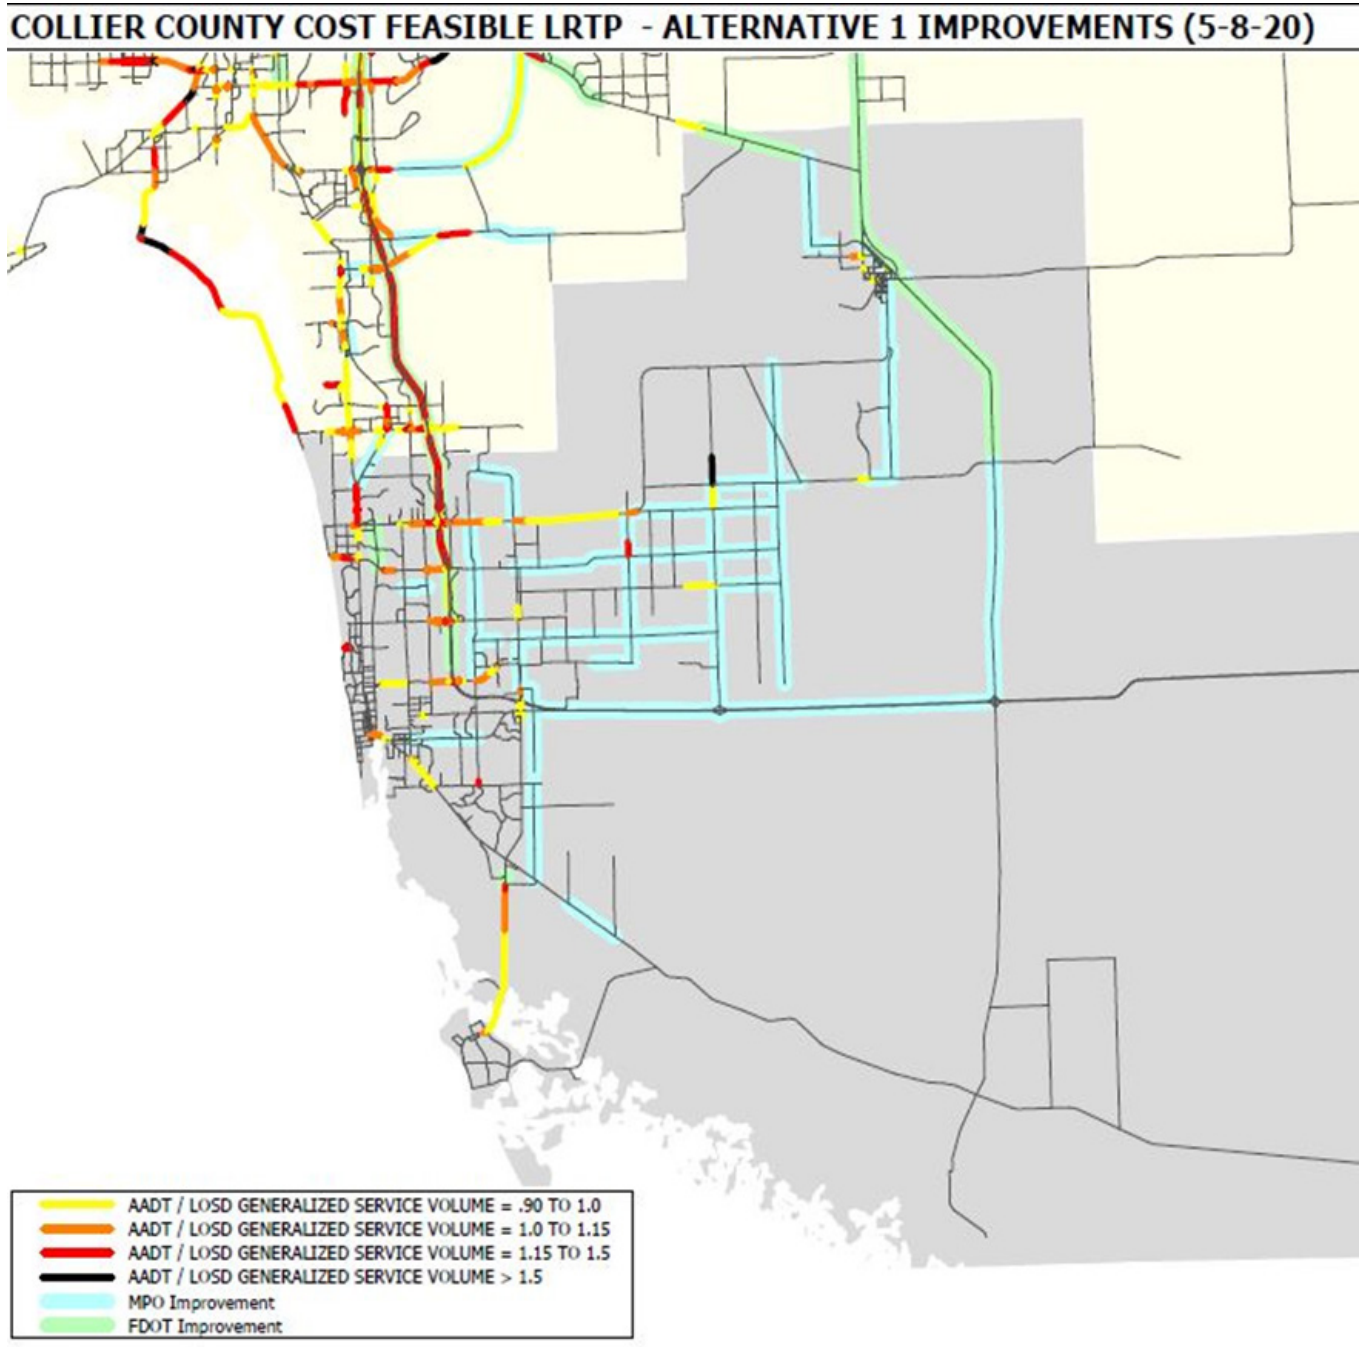 COLLIER COUNTY COST FEASIBLE LRTP - ALTERNATIVE 1 IMPROVEMENTS (5-8-20)
AADT / LOSD GENERALIZED SERVICE VOLUME = .90 TO 1.0
AADT / LOSD GENERALIZED SERVICE VOLUME = 1.0 TO 1.15
AADT / LOSD GENERALIZED SERVICE VOLUME = 1.15 TO 1.5
AADT / LOSD GENERALIZED SERVICE VOLUME > 1.5
MPO Improvement
FDOT Improvement